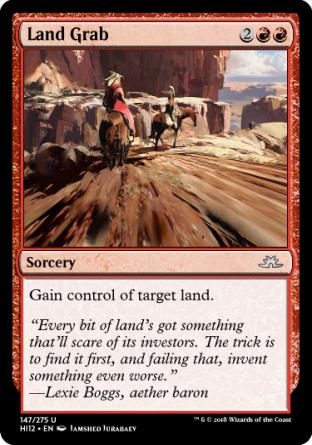 Land Grab 2
Sorcery
Gain control of target land.
“Every bit of land’s got something
that’ll scare of its investors. The trick is
to find it first, and failing that, invent
something even worse.”
—Lexie Boggs, aether baron
147/275 U
HI12 • EN Jamshed Jurabaev
™ & © 2018 Wizards of the Coast